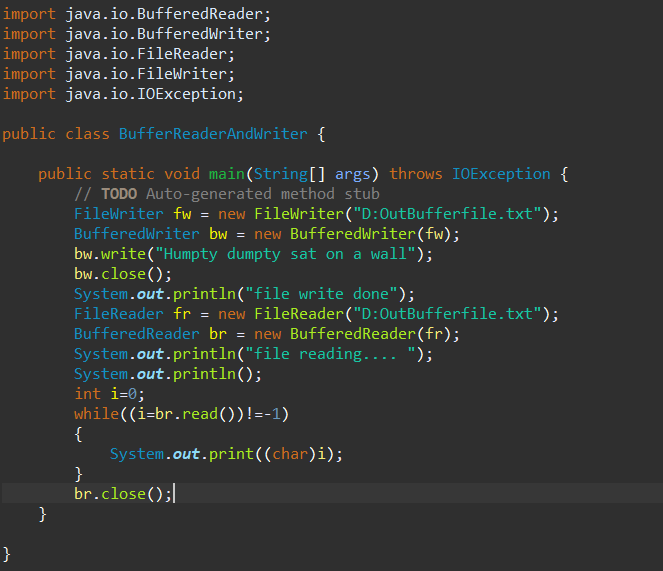 import java.io.BufferedReader;
import java.io.BufferedWriter;
import java.io.FileReader;
import java.io.FileWriter;
import java.io.IOException;

public class BufferReaderAndWriter {

    public static void main(String[] args) throws IOException {
        // TODO Auto-generated method stub
        FileWriter fw = new FileWriter("D:OutBufferfile.txt");
        BufferedWriter bw = new BufferedWriter(fw);
        bw.write("Humpty dumpty sat on a wall");
        bw.close();
        System.out.println("file write done");
        FileReader fr = new FileReader("D:OutBufferfile.txt");
        BufferedReader br = new BufferedReader(fr);
        System.out.println("file reading.... ");
        System.out.println();
        int i=0;
        while((i=br.read())!=-1)
        {
            System.out.print((char)i);
        }
        br.close();
    }

}